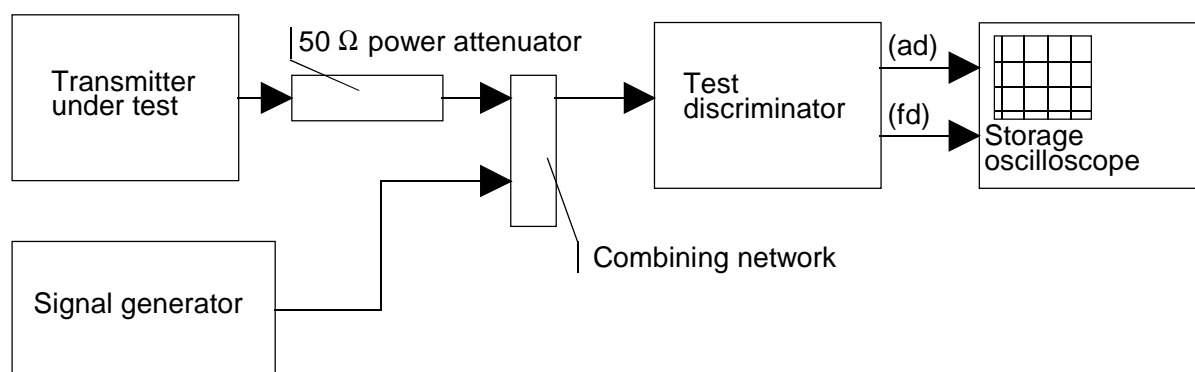 50 Ω power attenuator
Transmitter
under test
Test
discriminator
(ad)
(fd)
Storage
oscilloscope
Combining network
Signal generator